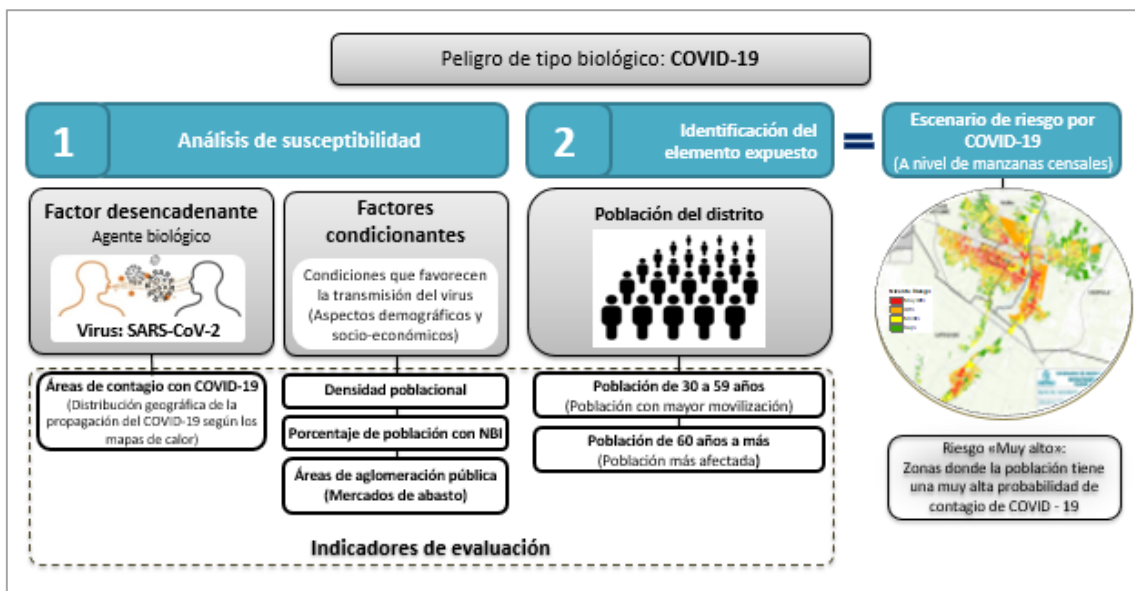 Peligro de tipo biológico: COVID-19
1
Análisis de susceptibilidad
2
Identificación del
elemento expuesto
Escenario de riesgo por
COVID-19
(A nivel de manzanas censales)
Factor desencadenante
Agente biológico
Virus: SARS-CoV-2
Factores
condicionantes
Condiciones que favorecen
la transmisión del virus
(Aspectos demográficos y
socio-económicos)
Población del distrito
Áreas de contagio con COVID-19
(Distribución geográfica de la
propagación del COVID-19 según los
mapas de calor)
Densidad poblacional
Porcentaje de población con NBI
Áreas de aglomeración pública
(Mercados de abasto)
Población de 30 a 59 años
(Población con mayor movilización)
Población de 60 años a más
(Población más afectada)
Riesgo «Muy alto»:
Zonas donde la población tiene
una muy alta probabilidad de
contagio de COVID - 19
Indicadores de evaluación